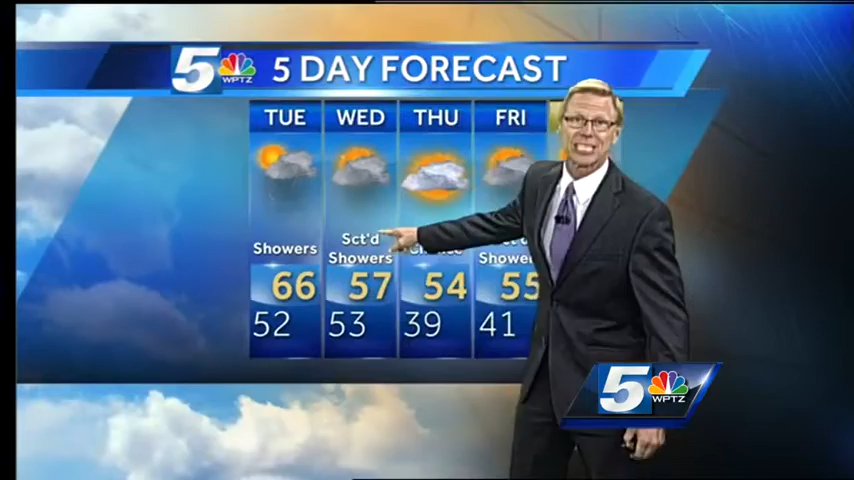 5 WPTZ 5 DAY FORECAST
TUE WED THU FRI
Showers Sct'd Showers Showers
66 57 54 55
52 53 39 41
5 WPTZ